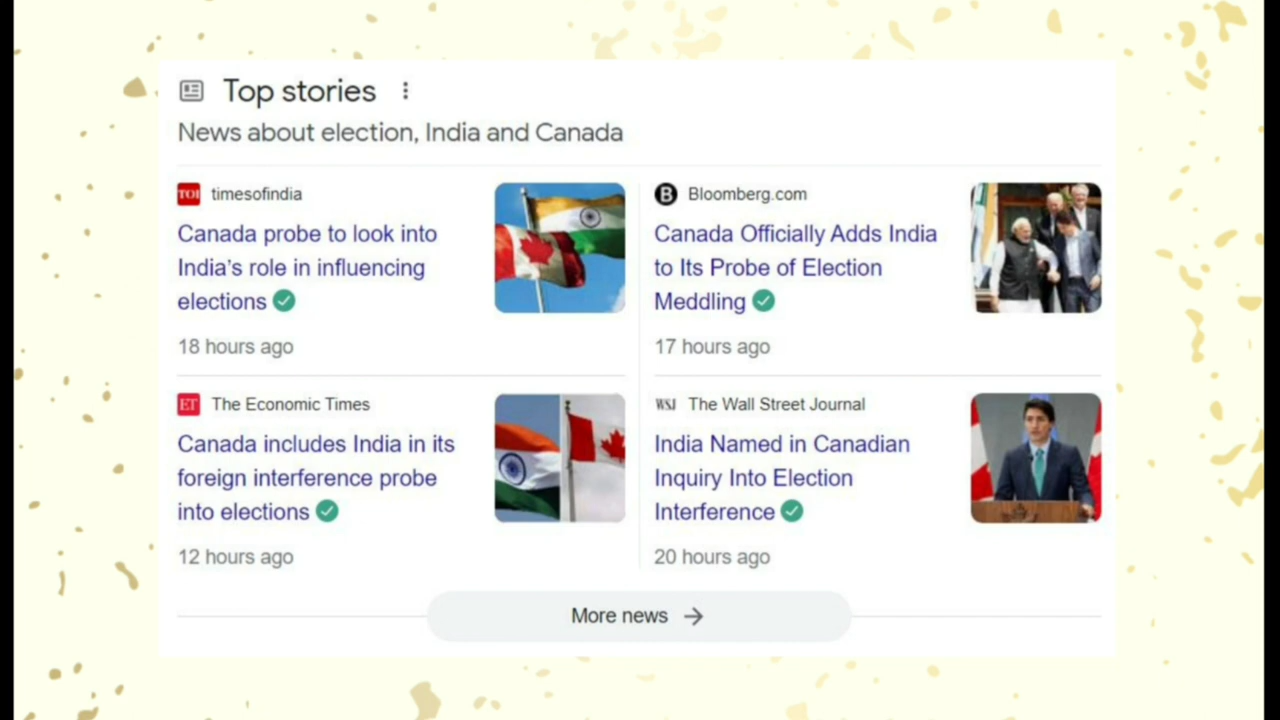 Top stories
News about election, India and Canada
TOI timesofindia
Canada probe to look into
India's role in influencing
elections
18 hours ago
B Bloomberg.com
Canada Officially Adds India
to Its Probe of Election
Meddling
17 hours ago
ET The Economic Times
Canada includes India in its
foreign interference probe
into elections
12 hours ago
WSJ The Wall Street Journal
India Named in Canadian
Inquiry Into Election
Interference
20 hours ago
More news →